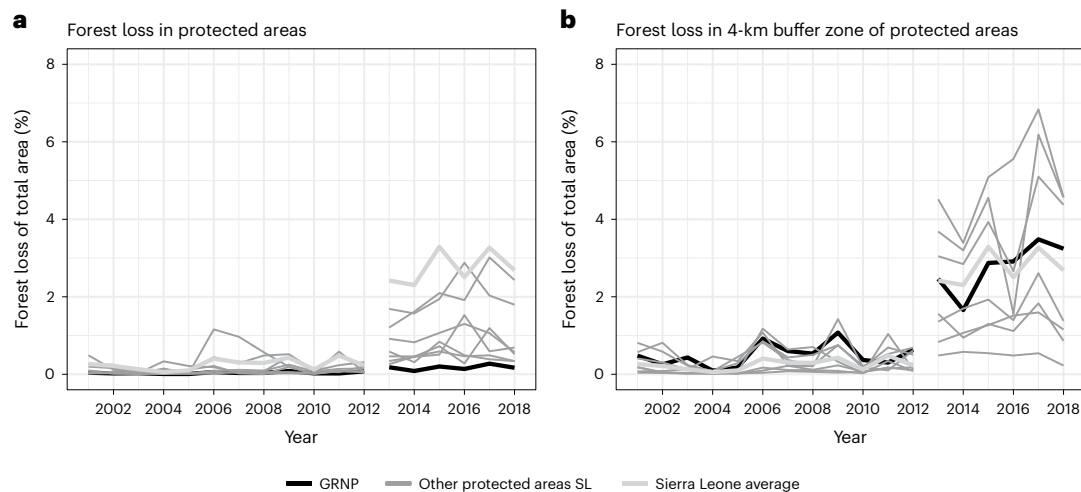 a
Forest loss in protected areas
Forest loss of total area (%)
8
6
4
2
0
2002 2004 2006 2008 2010 2012 2014 2016 2018
Year
b
Forest loss in 4-km buffer zone of protected areas
Forest loss of total area (%)
8
6
4
2
0
2002 2004 2006 2008 2010 2012 2014 2016 2018
Year
GRNP Other protected areas SL Sierra Leone average